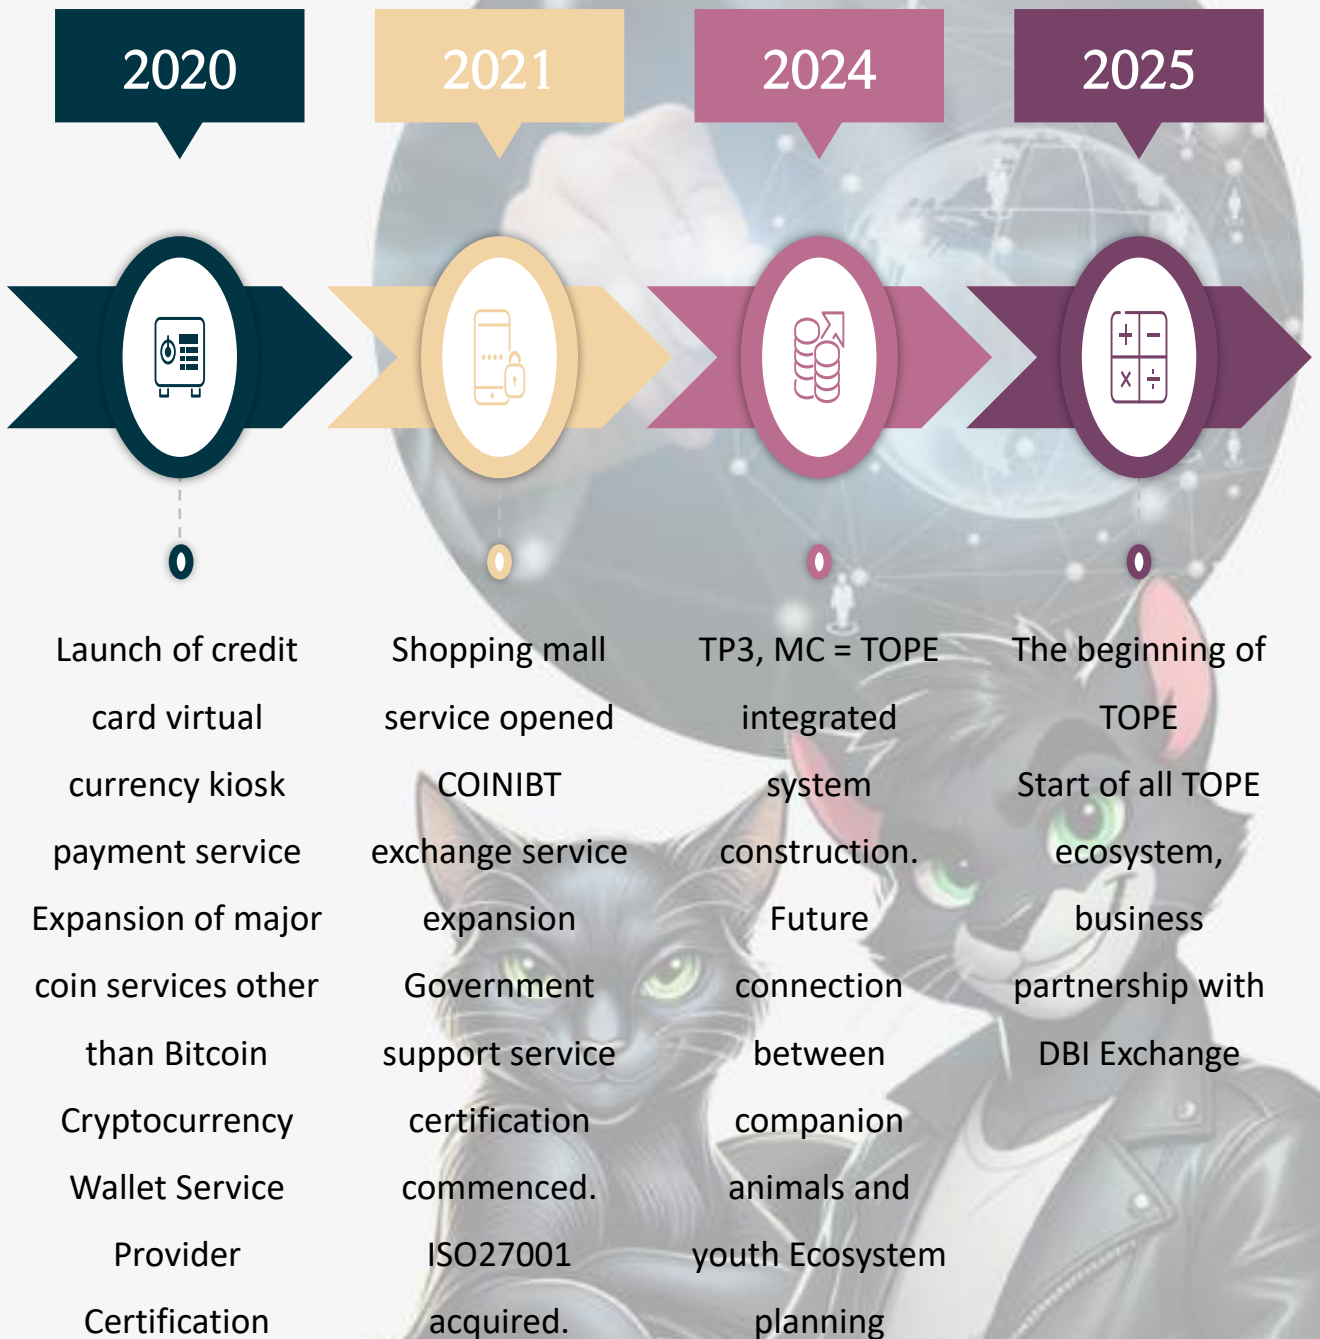 2020
Launch of credit
card virtual
currency kiosk
payment service
Expansion of major
coin services other
than Bitcoin
Cryptocurrency
Wallet Service
Provider
Certification
2021
****
Shopping mall
service opened
COINIBT
exchange service
expansion
Government
support service
certification
commenced.
ISO27001
acquired.
2024
TP3, MC = TOPE
integrated
system
construction.
Future
connection
between
companion
animals and
youth Ecosystem
planning
2025
+ −
× ÷
The beginning of
TOPE
Start of all TOPE
ecosystem,
business
partnership with
DBI Exchange